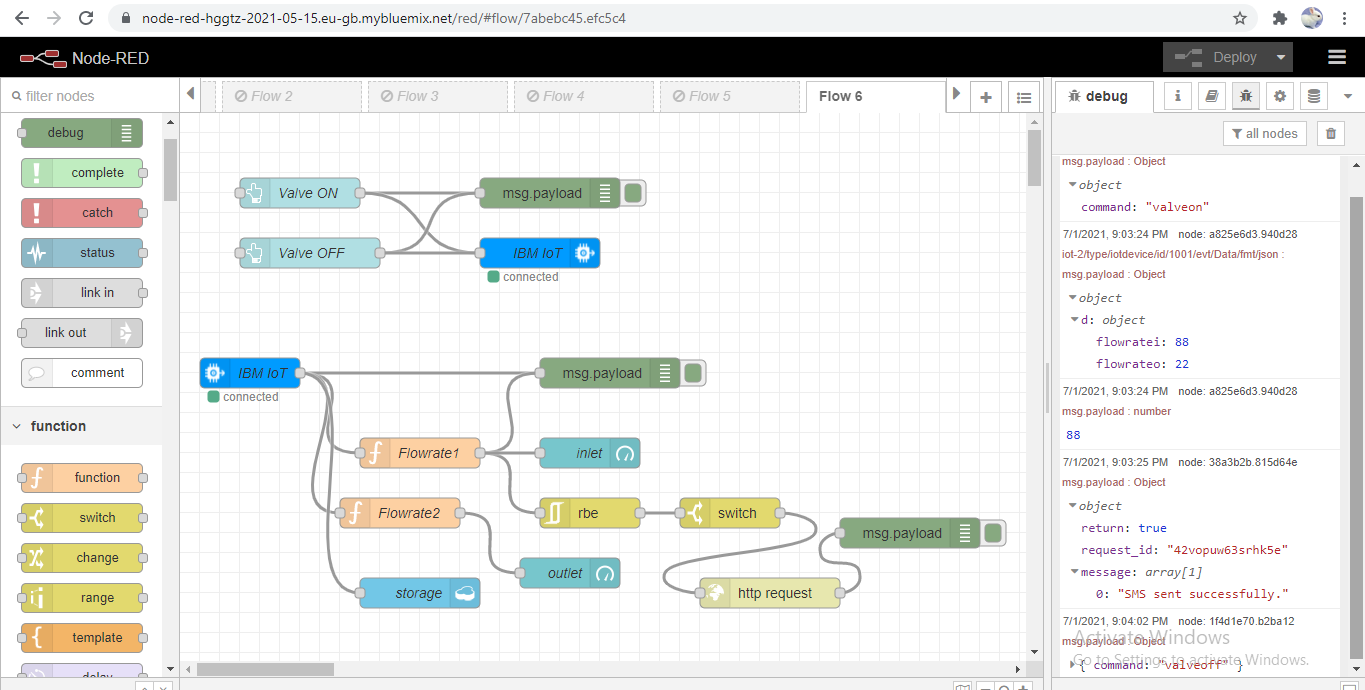 node-red-hggtz-2021-05-15.eu-gb.mybluemix.net/red/#flow/7abebc45.efc5c4
Node-RED
Deploy
filter nodes
Flow 2
Flow 3
Flow 4
Flow 5
Flow 6
debug
i
all nodes
debug
complete
catch
status
link in
link out
comment
function
function
switch
change
range
template
delay
Valve ON
msg.payload
Valve OFF
IBM IoT
connected
IBM IoT
connected
msg.payload
Flowrate1
inlet
Flowrate2
rbe
switch
msg.payload
outlet
storage
http request
msg.payload : Object
object
command: "valveon"
7/1/2021, 9:03:24 PM node: a825e6d3.940d28
iot-2/type/iotdevice/id/1001/evt/Data/fmt/json :
msg.payload : Object
object
d: object
flowratei: 88
flowrateo: 22
7/1/2021, 9:03:24 PM node: a825e6d3.940d28
msg.payload : number
88
7/1/2021, 9:03:25 PM node: 38a3b2b.815d64e
msg.payload : Object
object
return: true
request_id: "42vopuw63srhk5e"
message: array[1]
0: "SMS sent successfully."
7/1/2021, 9:04:02 PM node: 1f4d1e70.b2ba12
msg.payload : Object
{ command: "valveoff" }
Activate Windows
Go to Settings to activate Windows.